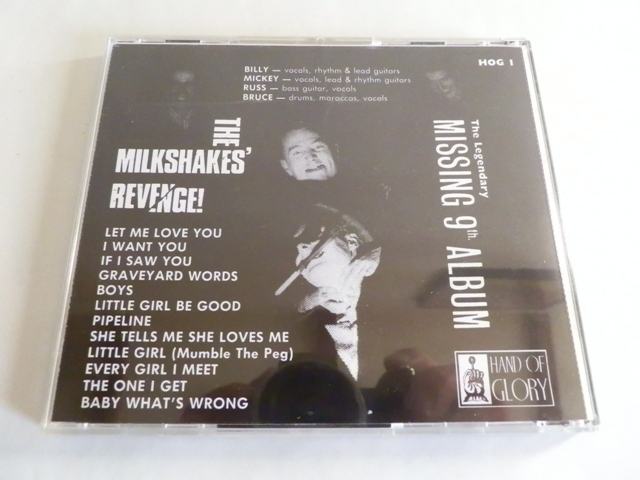 BILLY — vocals, rhythm & lead guitars
MICKEY — vocals, lead & rhythm guitars
RUSS — bass guitar, vocals
BRUCE — drums, maraccas, vocals
HOG 1
THE
MILKSHAKES'
REVENGE!
The Legendary
MISSING 9th. ALBUM
LET ME LOVE YOU
I WANT YOU
IF I SAW YOU
GRAVEYARD WORDS
BOYS
LITTLE GIRL BE GOOD
PIPELINE
SHE TELLS ME SHE LOVES ME
LITTLE GIRL (Mumble The Peg)
EVERY GIRL I MEET
THE ONE I GET
BABY WHAT'S WRONG
HAND OF
GLORY